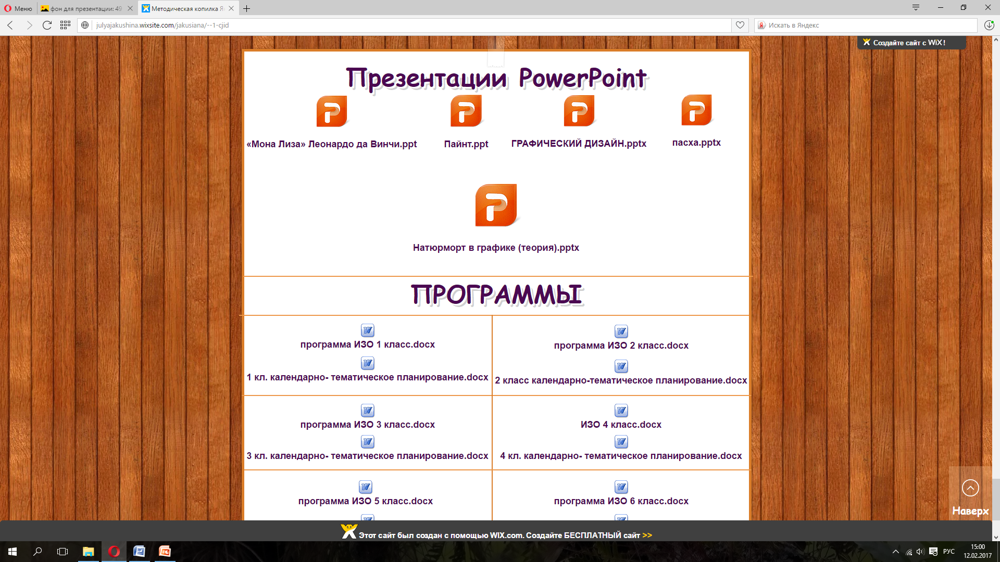 Меню
фон для презентации: 49
Методическая копилка Як
julyajakushina.wixsite.com/jakusiana/--1-cjid
Искать в Яндекс
Создайте сайт с WiX!
Презентации PowerPoint
«Мона Лиза» Леонардо да Винчи.ppt
Пайнт.ppt
ГРАФИЧЕСКИЙ ДИЗАЙН.pptx
пасха.pptx
Натюрморт в графике (теория).pptx
ПРОГРАММЫ
программа ИЗО 1 класс.docx
программа ИЗО 2 класс.docx
1 кл. календарно- тематическое планирование.docx
2 класс календарно-тематическое планирование.docx
программа ИЗО 3 класс.docx
ИЗО 4 класс.docx
3 кл. календарно- тематическое планирование.docx
4 кл. календарно- тематическое планирование.docx
программа ИЗО 5 класс.docx
программа ИЗО 6 класс.docx
Наверх
Этот сайт был создан с помощью WIX.com. Создайте БЕСПЛАТНЫЙ сайт >>
РУС
15:00
12.02.2017